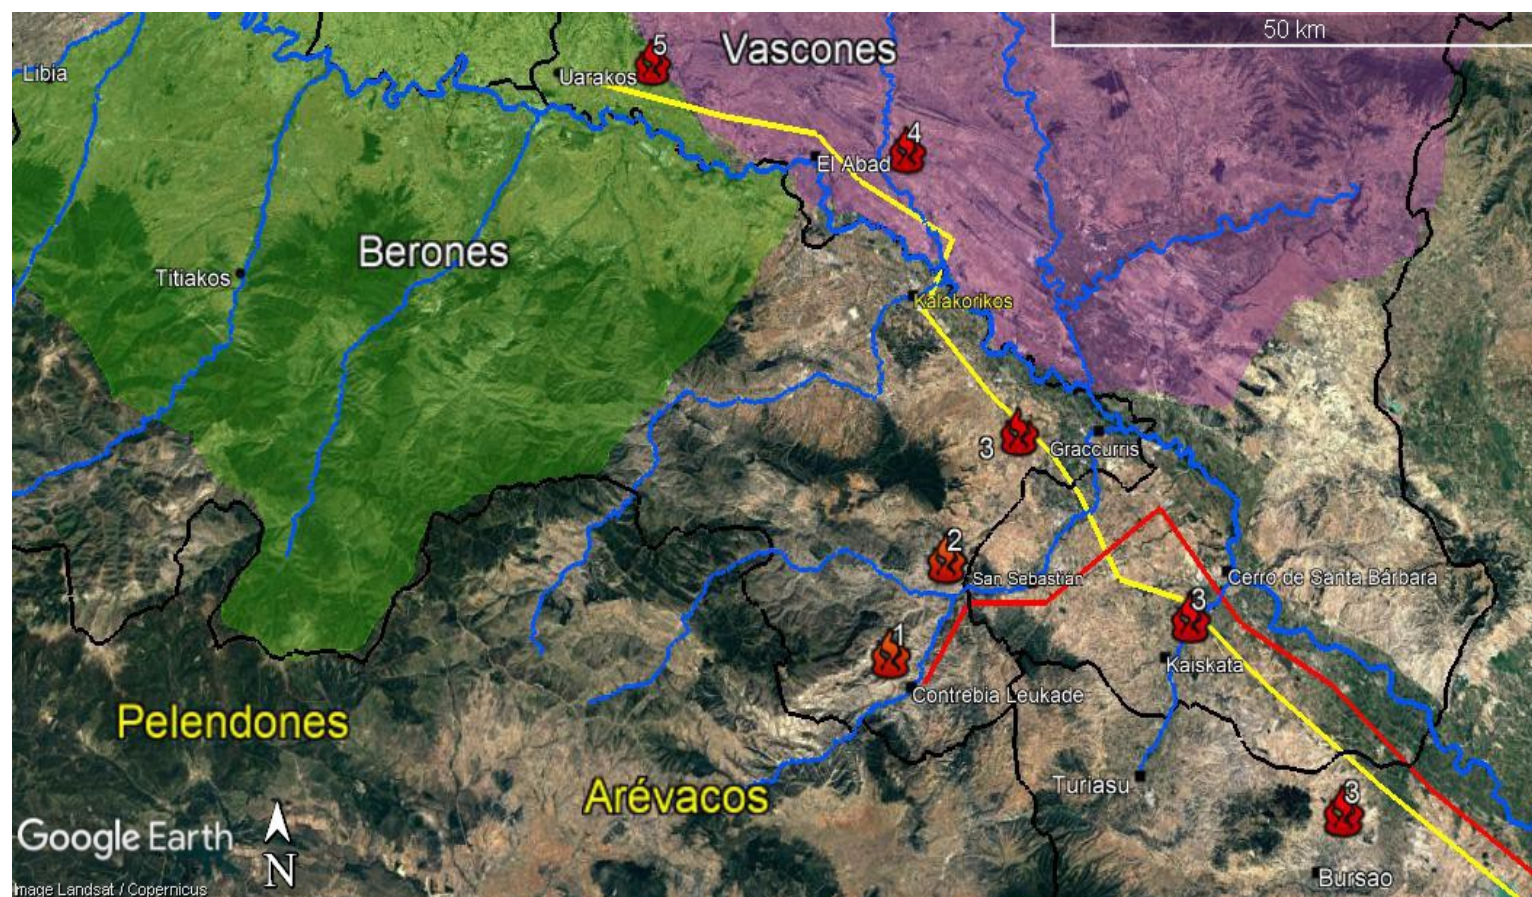 50 km
5
Vascones
Libia
Uarakos
4
El Abad
Berones
Titiakos
Kalakorikos
3
Graccurris
2
San Sebastián
Cerro de Santa Bárbara
3
1
Kaiskata
Contrebia Leukade
Pelendones
Arévacos
Turiasu
3
Google Earth
N
Bursao
Image Landsat / Copernicus